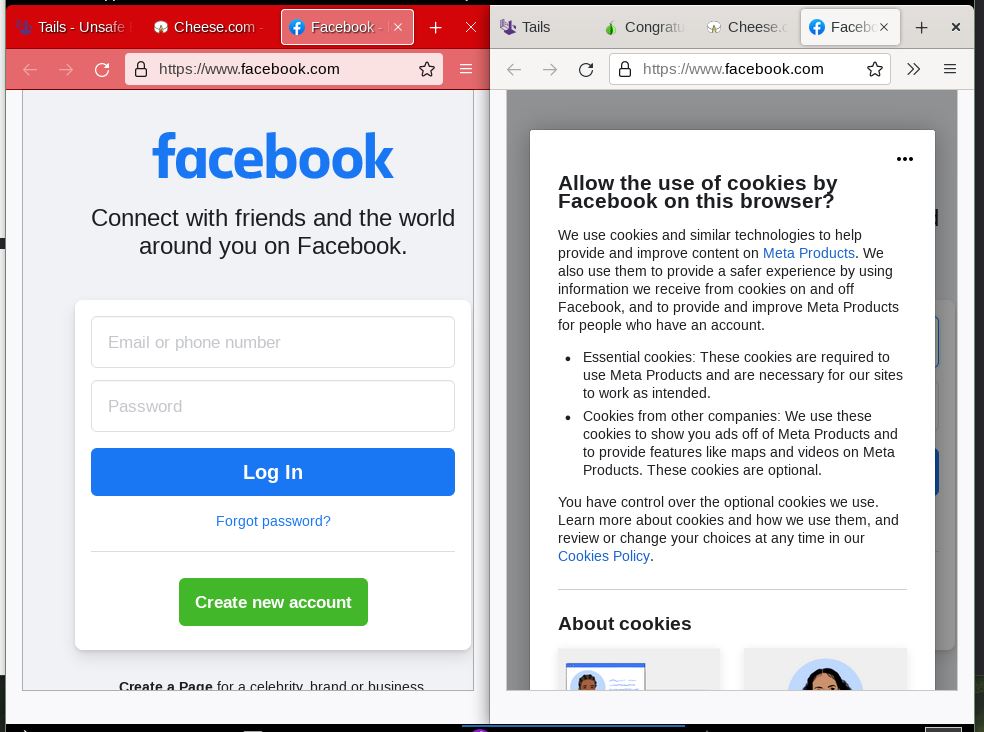 Tails - Unsafe
Cheese.com -
Facebook -
https://www.facebook.com
facebook
Connect with friends and the world
around you on Facebook.
Email or phone number
Password
Log In
Forgot password?
Create new account
Create a Page for a celebrity, brand or business.
Tails
Congratu
Cheese.c
Facebo
https://www.facebook.com
Allow the use of cookies by
Facebook on this browser?
We use cookies and similar technologies to help
provide and improve content on Meta Products. We
also use them to provide a safer experience by using
information we receive from cookies on and off
Facebook, and to provide and improve Meta Products
for people who have an account.
• Essential cookies: These cookies are required to
use Meta Products and are necessary for our sites
to work as intended.
• Cookies from other companies: We use these
cookies to show you ads off of Meta Products and
to provide features like maps and videos on Meta
Products. These cookies are optional.
You have control over the optional cookies we use.
Learn more about cookies and how we use them, and
review or change your choices at any time in our
Cookies Policy.
About cookies